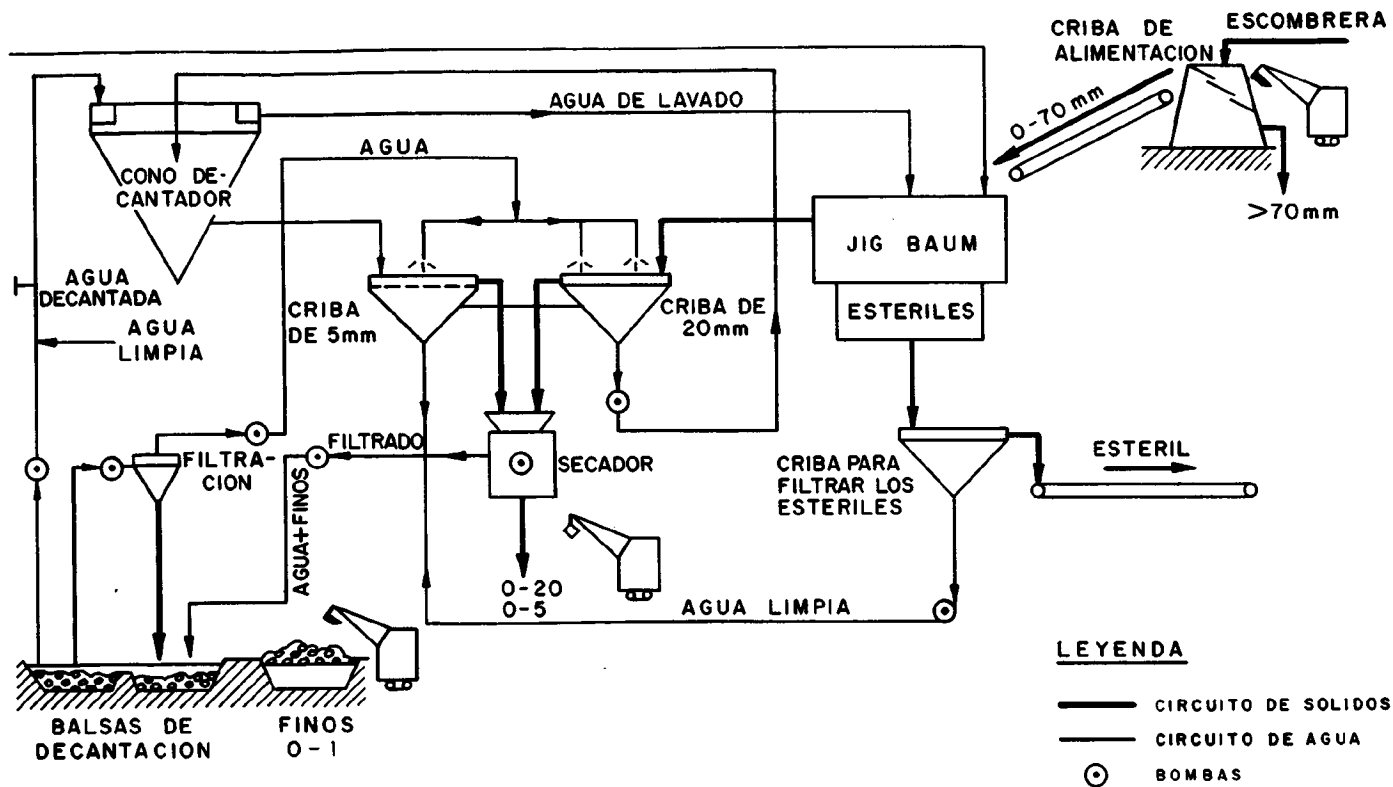 CRIBA DE
ALIMENTACION
ESCOMBRERA
0-70mm
>70mm
AGUA DE LAVADO
AGUA
CONO DE-
CANTADOR
JIG BAUM
ESTERILES
AGUA
DECANTADA
AGUA
LIMPIA
CRIBA
DE 5mm
CRIBA DE
20mm
FILTRA-
CION
FILTRADO
SECADOR
CRIBA PARA
FILTRAR LOS
ESTERILES
ESTERIL
AGUA+FINOS
0-20
0-5
AGUA LIMPIA
BALSAS DE
DECANTACION
FINOS
0-1
LEYENDA
CIRCUITO DE SOLIDOS
CIRCUITO DE AGUA
BOMBAS